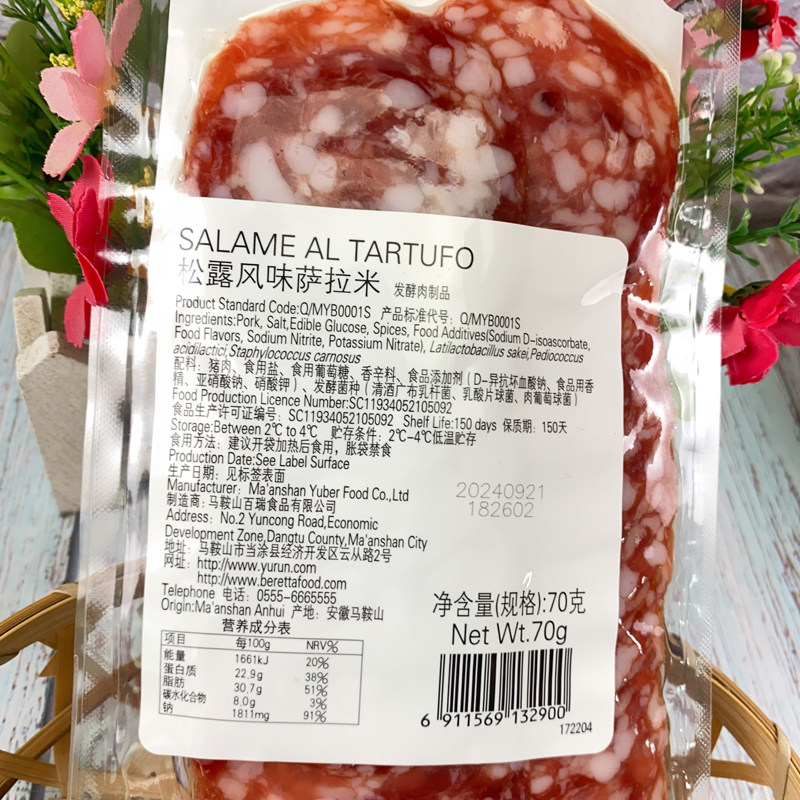 SALAME AL TARTUFO
松露风味萨拉米 发酵肉制品
Product Standard Code:Q/MYB0001S 产品标准代号：Q/MYB0001S
Ingredients:Pork, Salt,Edible Glucose, Spices, Food Additives(Sodium D-isoascorbate,
Food Flavors, Sodium Nitrite, Potassium Nitrate), Latilactobacillus sakei,Pediococcus
acidilactici,Staphylococcus carnosus
配料：猪肉、食用盐、食用葡萄糖、香辛料、食品添加剂（D-异抗坏血酸钠、食品用香
精、亚硝酸钠、硝酸钾）、发酵菌种（清酒广布乳杆菌、乳酸片球菌、肉葡萄球菌）
Food Production Licence Number:SC11934052105092
食品生产许可证编号：SC11934052105092 Shelf Life:150 days 保质期：150天
Storage:Between 2℃ to 4℃ 贮存条件：2℃-4℃低温贮存
食用方法：建议开袋加热后食用，胀袋禁食
Production Date:See Label Surface
生产日期：见标签表面
Manufacturer: Ma'anshan Yuber Food Co.,Ltd
制造商：马鞍山百瑞食品有限公司
Address: No.2 Yuncong Road,Economic
Development Zone,Dangtu County,Ma'anshan City
地址：马鞍山市当涂县经济开发区云从路2号
网址：http://www.yurun.com
http://www.berettafood.com
Telephone 电话：0555-6665555
Origin:Ma'anshan Anhui 产地：安徽马鞍山
20240921
182602
营养成分表
项目 每100g NRV%
能量 1661kJ 20%
蛋白质 22.9g 38%
脂肪 30.7g 51%
碳水化合物 8.0g 3%
钠 1811mg 91%
净含量(规格):70克
Net Wt.70g
6 911569 132900
172204